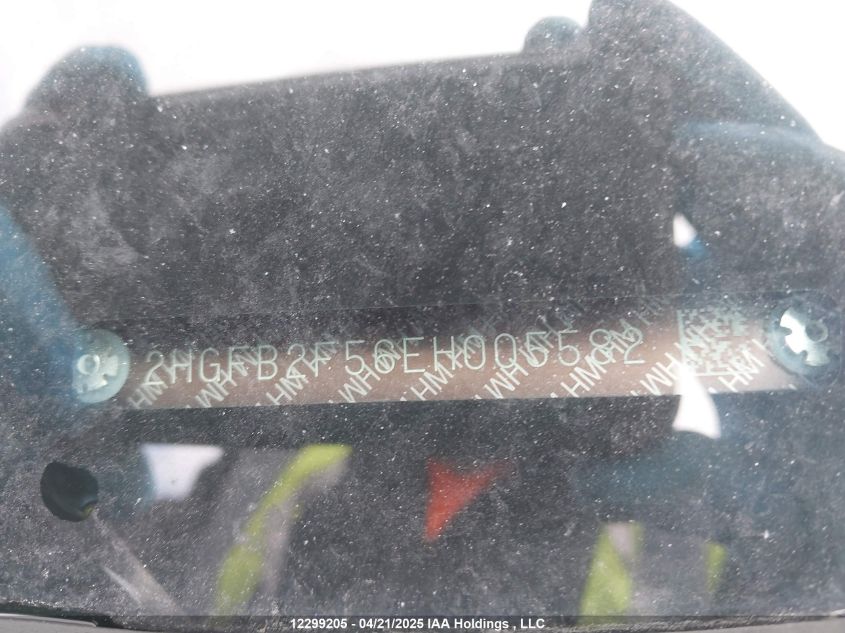 2HGFB2F56EH005582
12299205 - 04/21/2025 IAA Holdings , LLC